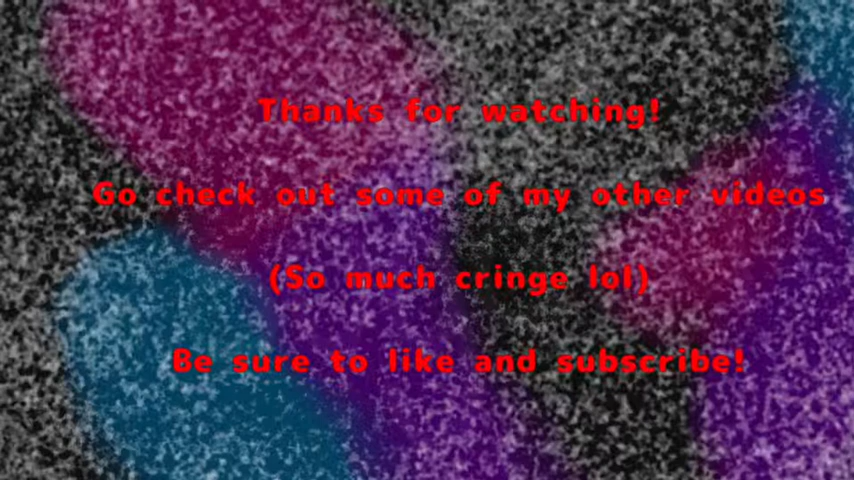 Thanks for watching!
Go check out some of my other videos
(So much cringe lol)
Be sure to like and subscribe!